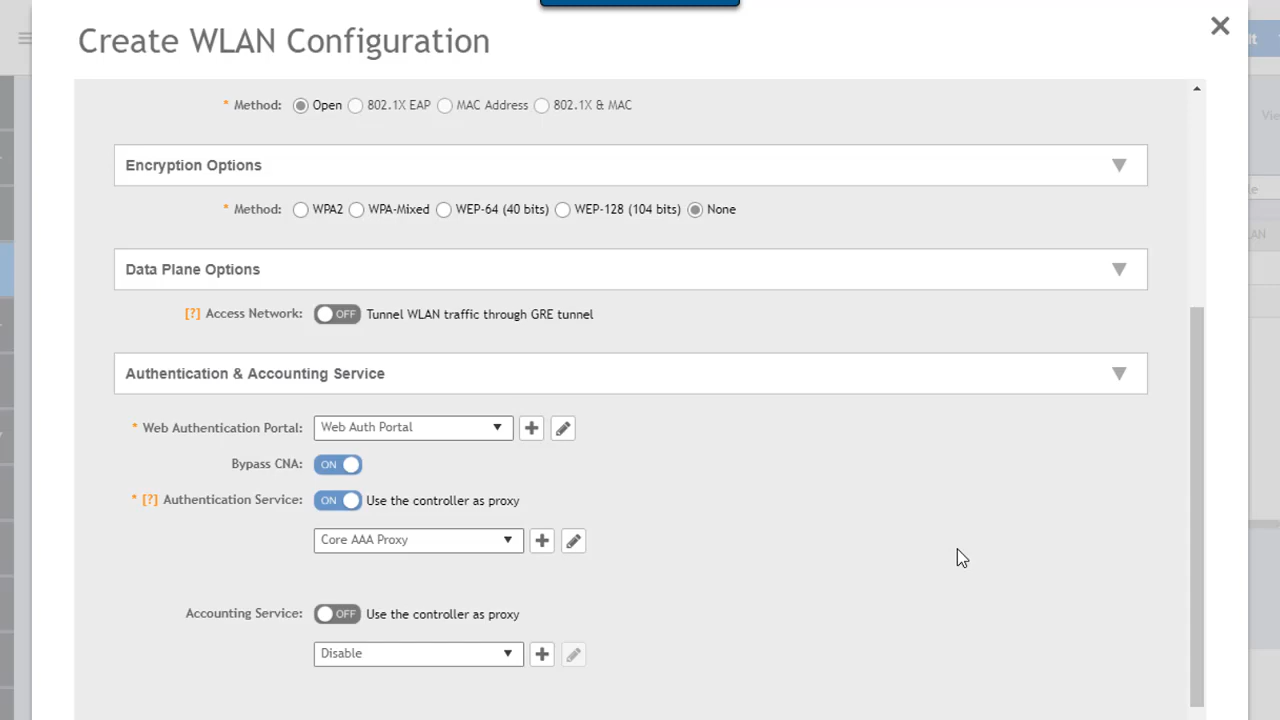 Create WLAN Configuration
* Method: Open 802.1X EAP MAC Address 802.1X & MAC
Encryption Options
* Method: WPA2 WPA-Mixed WEP-64 (40 bits) WEP-128 (104 bits) None
Data Plane Options
[?] Access Network: OFF Tunnel WLAN traffic through GRE tunnel
Authentication & Accounting Service
* Web Authentication Portal: Web Auth Portal
Bypass CNA: ON
* [?] Authentication Service: ON Use the controller as proxy
Core AAA Proxy
Accounting Service: OFF Use the controller as proxy
Disable